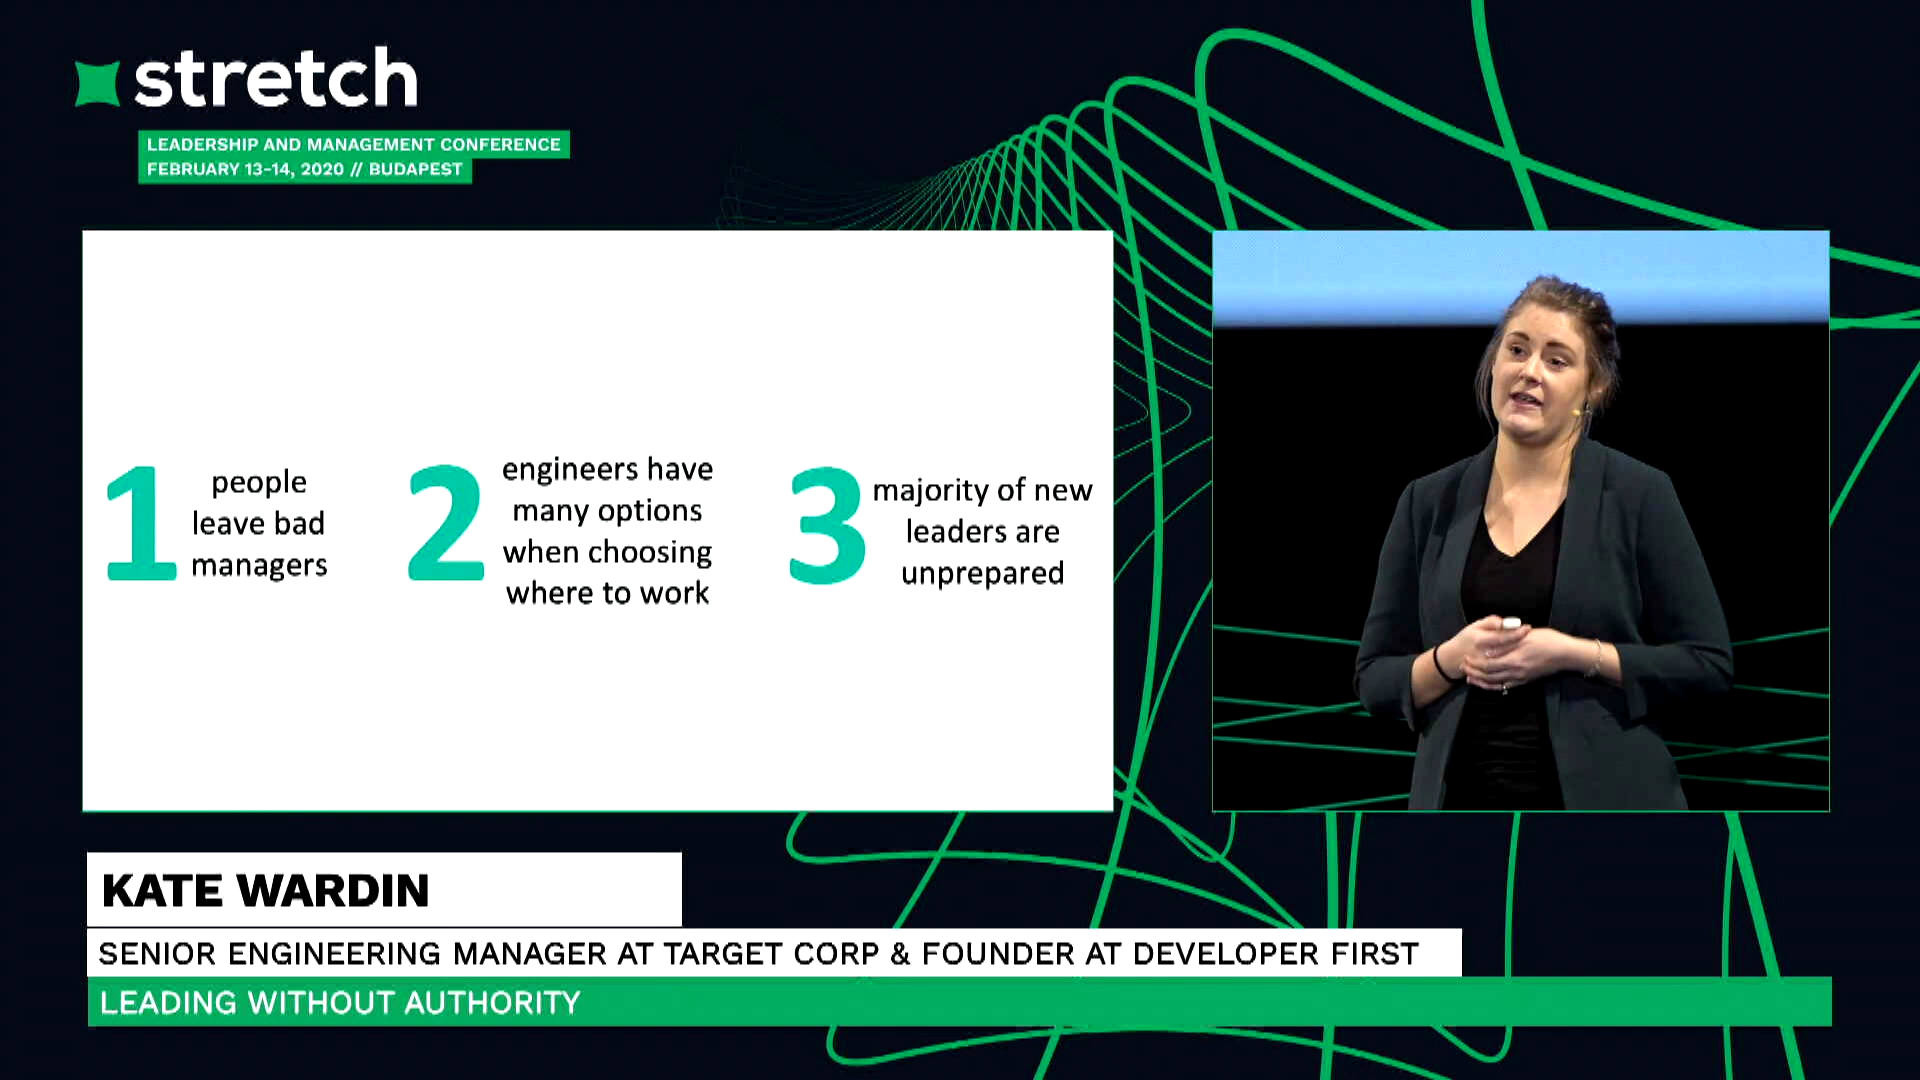 stretch
LEADERSHIP AND MANAGEMENT CONFERENCE
FEBRUARY 13-14, 2020 // BUDAPEST
1
people
leave bad
managers
2
engineers have
many options
when choosing
where to work
3
majority of new
leaders are
unprepared
KATE WARDIN
SENIOR ENGINEERING MANAGER AT TARGET CORP & FOUNDER AT DEVELOPER FIRST
LEADING WITHOUT AUTHORITY